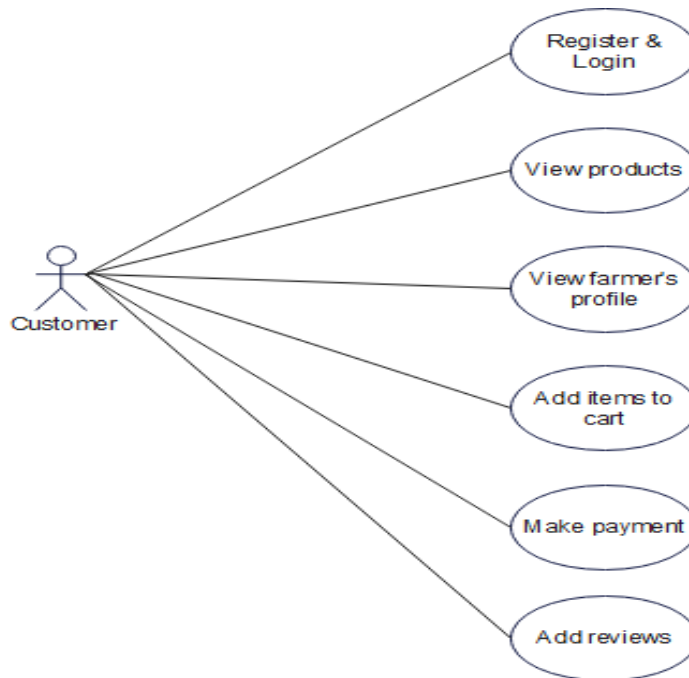 Register &
Login
View products
View farmer's
profile
Customer
Add items to
cart
Make payment
Add reviews